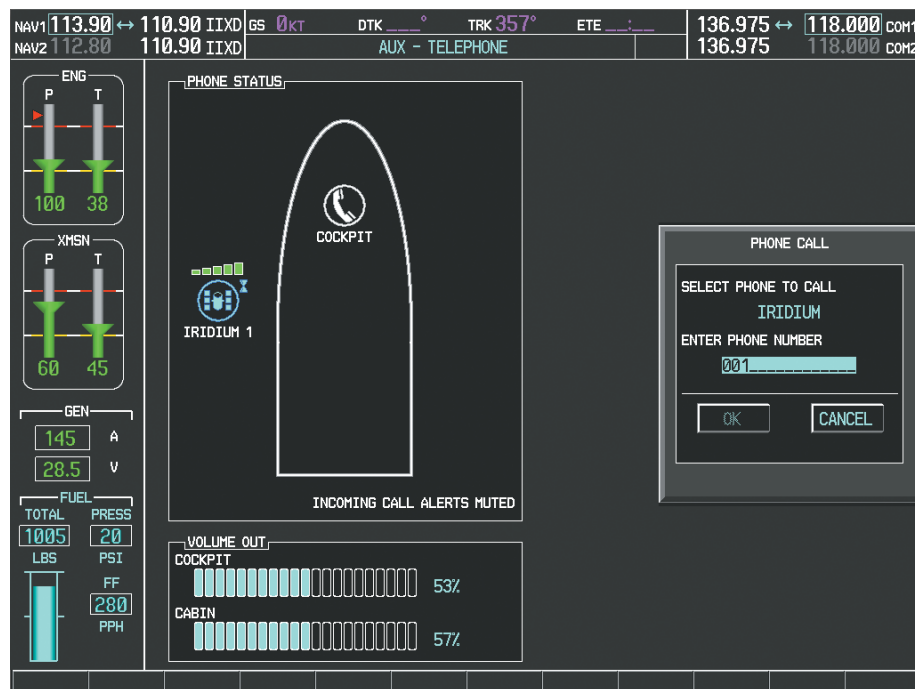 NAV1 113.90 ↔ 110.90 IIXD
NAV2 112.80 110.90 IIXD
GS 0KT DTK ___° TRK 357° ETE __:__
AUX - TELEPHONE
136.975 ↔ 118.000 COM1
136.975 118.000 COM2
ENG
P T
100 38
XMSN
P T
60 45
GEN
145 A
28.5 V
FUEL
TOTAL PRESS
1005 20
LBS PSI
FF
280
PPH
PHONE STATUS
COCKPIT
IRIDIUM 1
INCOMING CALL ALERTS MUTED
VOLUME OUT
COCKPIT
53%
CABIN
57%
PHONE CALL
SELECT PHONE TO CALL
IRIDIUM
ENTER PHONE NUMBER
001____________
OK CANCEL